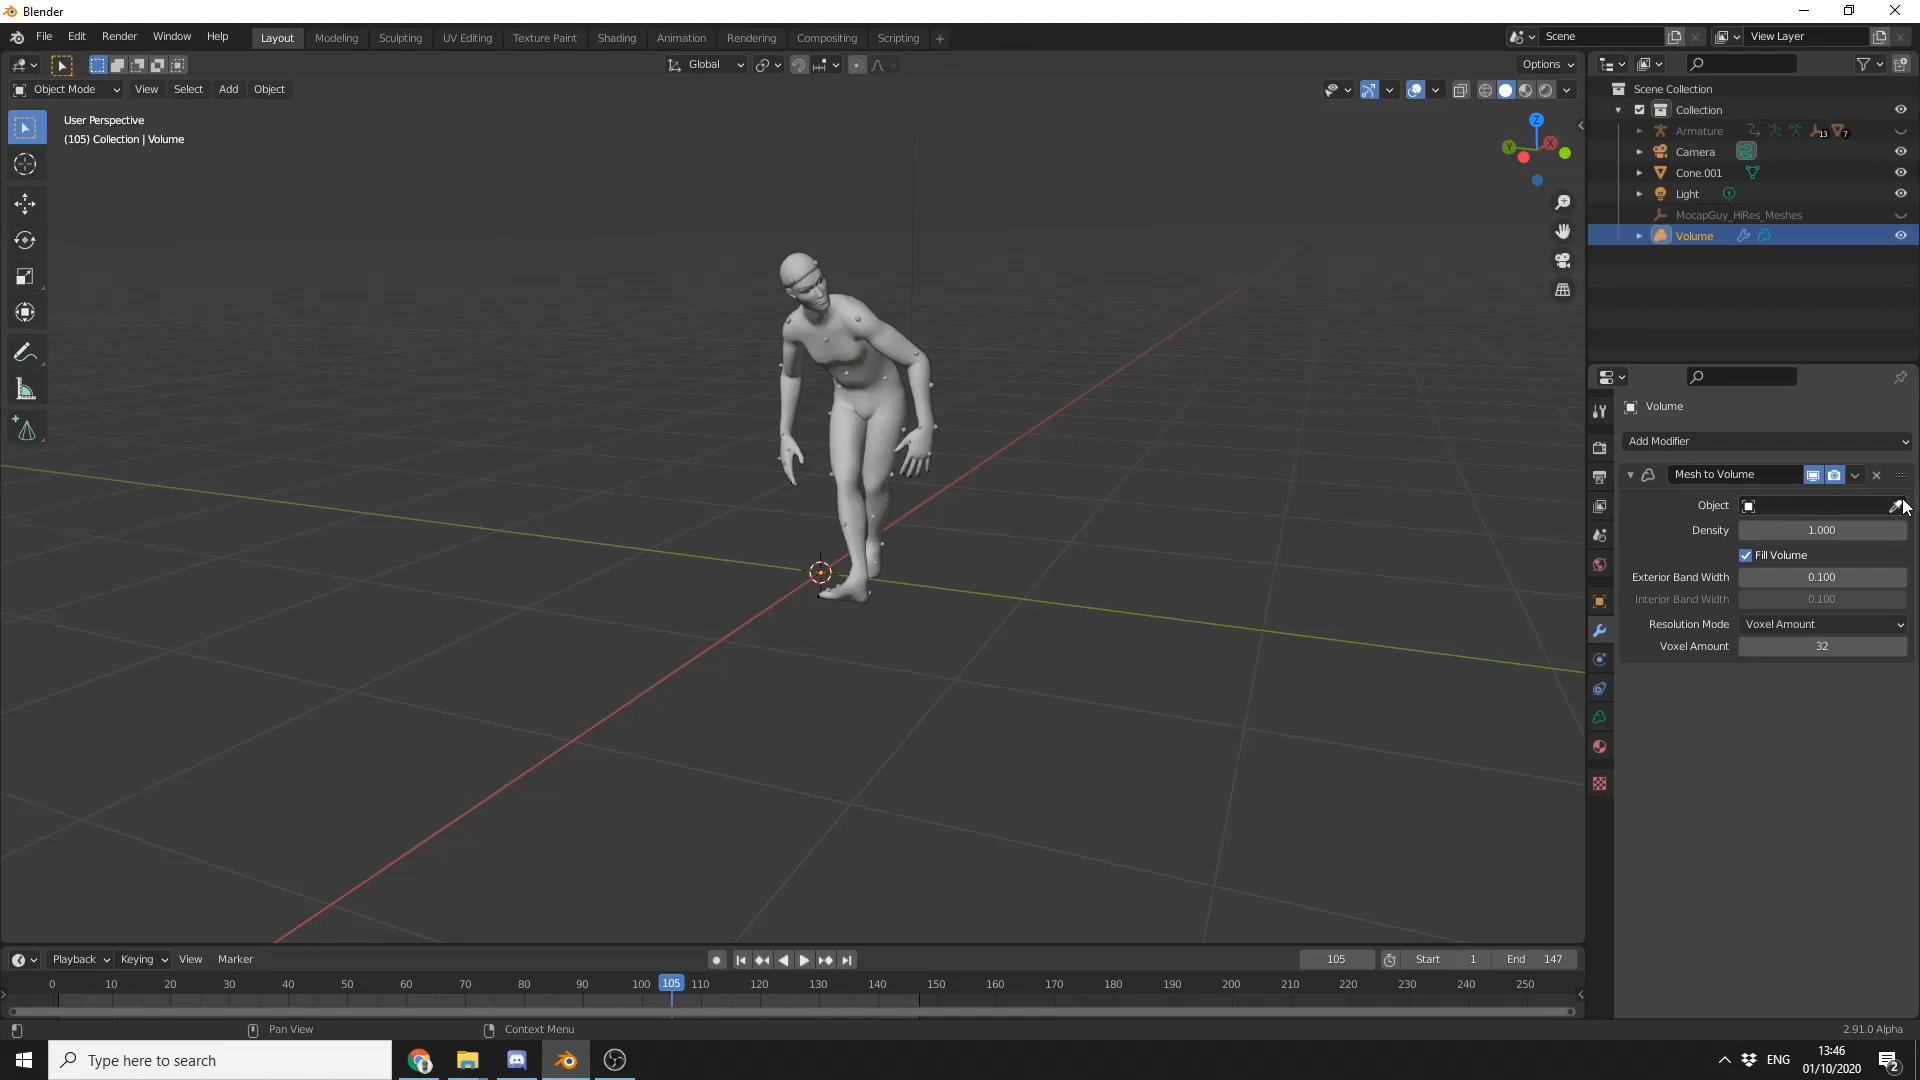 Blender
File Edit Render Window Help Layout Modeling Sculpting UV Editing Texture Paint Shading Animation Rendering Compositing Scripting + Scene View Layer
Global Options
Object Mode View Select Add Object
User Perspective
(105) Collection | Volume
Z
Y X
Scene Collection
Collection
Armature 13 7
Camera
Cone.001
Light
MocapGuy_HiRes_Meshes
Volume
Volume
Add Modifier
Mesh to Volume
Object
Density 1.000
Fill Volume
Exterior Band Width 0.100
Interior Band Width 0.100
Resolution Mode Voxel Amount
Voxel Amount 32
Playback Keying View Marker 105 Start 1 End 147
0 10 20 30 40 50 60 70 80 90 100 105 110 120 130 140 150 160 170 180 190 200 210 220 230 240 250
Pan View Context Menu 2.91.0 Alpha
Type here to search ENG 13:46
01/10/2020 2